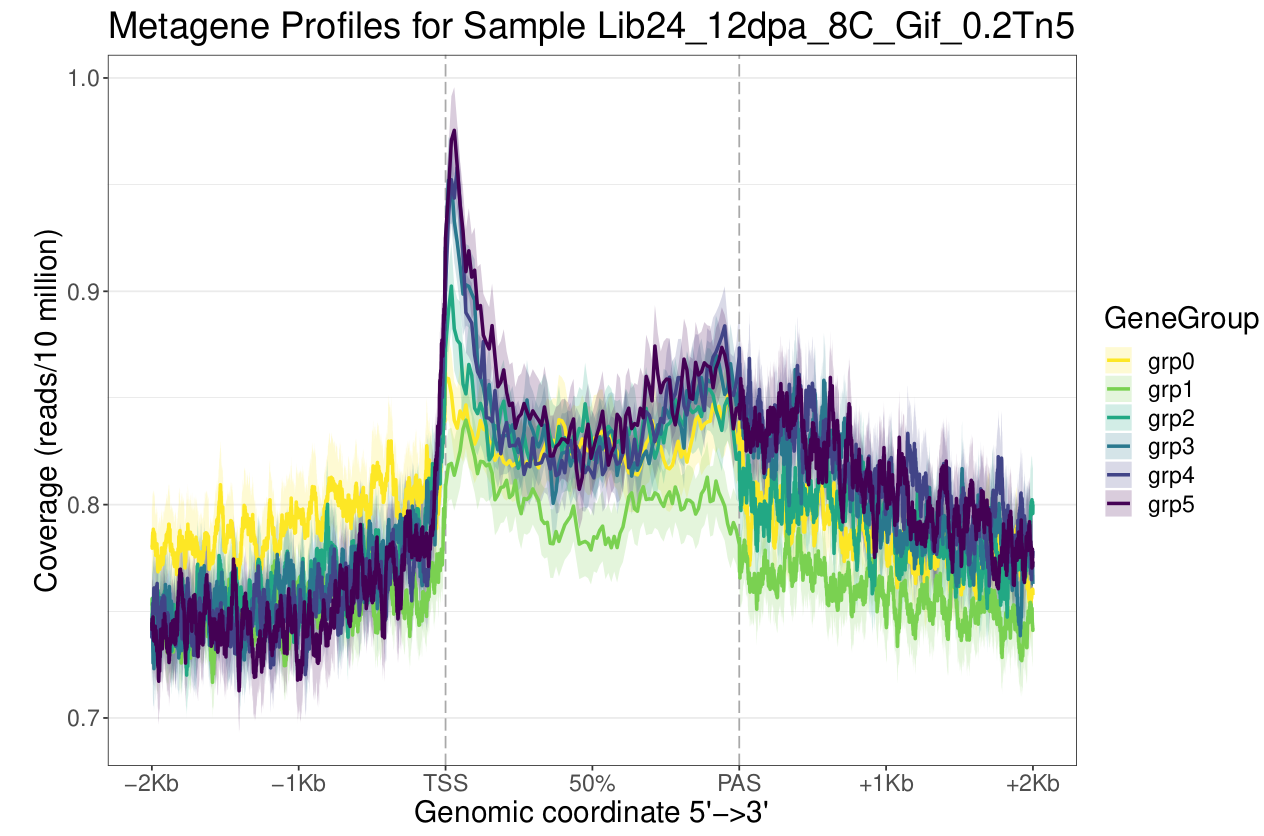 Metagene Profiles for Sample Lib24_12dpa_8C_Gif_0.2Tn5
Coverage (reads/10 million)
1.0
0.9
0.8
0.7
−2Kb
−1Kb
TSS
50%
PAS
+1Kb
+2Kb
Genomic coordinate 5'−>3'
GeneGroup
grp0
grp1
grp2
grp3
grp4
grp5